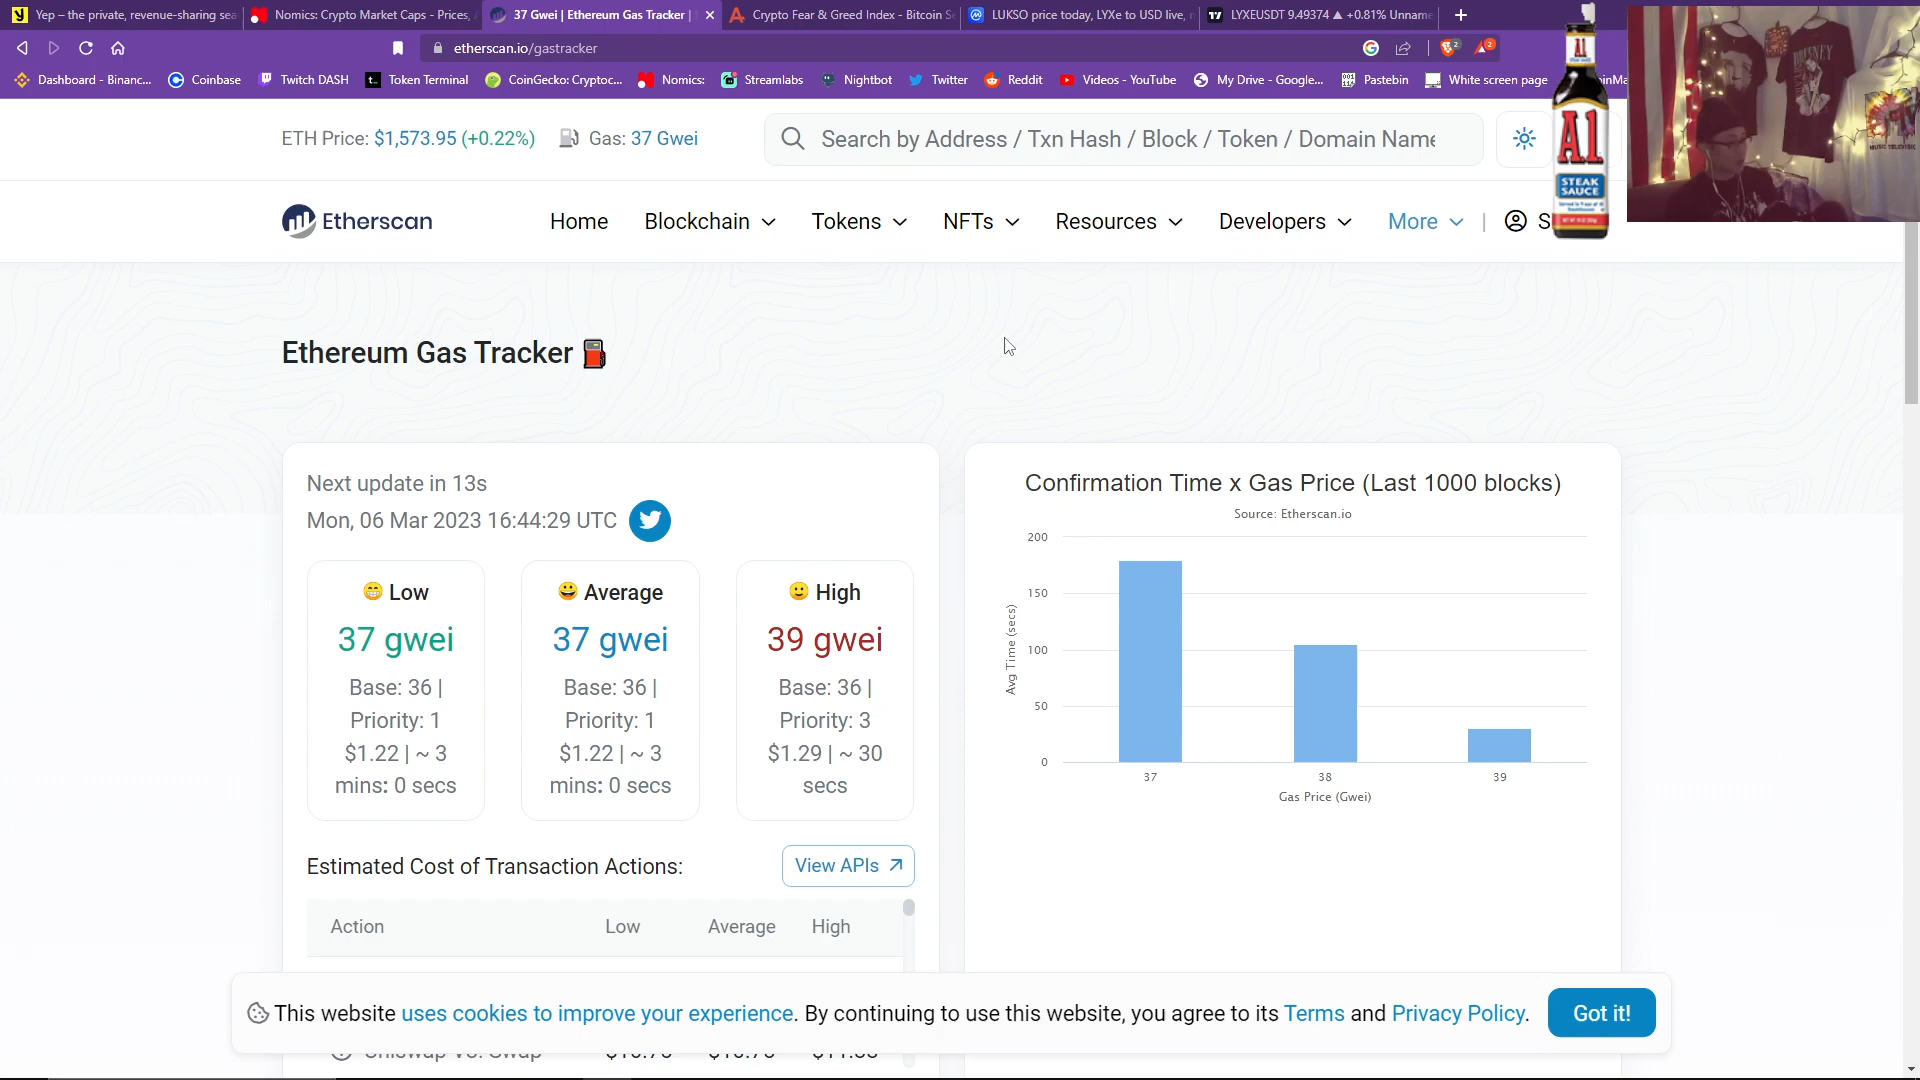 Yep – the private, revenue-sharing sea
Nomics: Crypto Market Caps - Prices,
37 Gwei | Ethereum Gas Tracker |
Crypto Fear & Greed Index - Bitcoin Se
LUKSO price today, LYXe to USD live,
LYXEUSDT 9.49374 ▲ +0.81% Unname
etherscan.io/gastracker
Dashboard - Binanc...
Coinbase
Twitch DASH
Token Terminal
CoinGecko: Cryptoc...
Nomics:
Streamlabs
Nightbot
Twitter
Reddit
Videos - YouTube
My Drive - Google...
Pastebin
White screen page
A1
STEAK
SAUCE
ETH Price: $1,573.95 (+0.22%)
Gas: 37 Gwei
Search by Address / Txn Hash / Block / Token / Domain Name
Etherscan
Home
Blockchain
Tokens
NFTs
Resources
Developers
More
Ethereum Gas Tracker
Next update in 13s
Mon, 06 Mar 2023 16:44:29 UTC
Low
37 gwei
Base: 36 |
Priority: 1
$1.22 | ~ 3
mins: 0 secs
Average
37 gwei
Base: 36 |
Priority: 1
$1.22 | ~ 3
mins: 0 secs
High
39 gwei
Base: 36 |
Priority: 3
$1.29 | ~ 30
secs
Estimated Cost of Transaction Actions:
View APIs
Action Low Average High
Confirmation Time x Gas Price (Last 1000 blocks)
Source: Etherscan.io
Avg Time (secs)
200
150
100
50
0
37 38 39
Gas Price (Gwei)
This website uses cookies to improve your experience. By continuing to use this website, you agree to its Terms and Privacy Policy.
Got it!